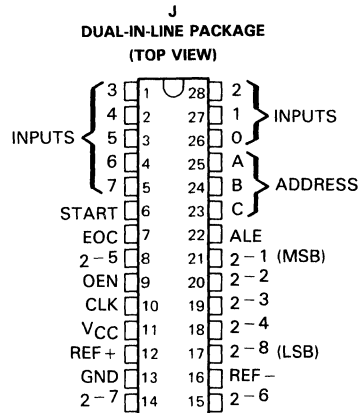 J
DUAL-IN-LINE PACKAGE
(TOP VIEW)
3 1 28 2
4 2 27 1 INPUTS
INPUTS 5 3 26 0
6 4 25 A
7 5 24 B ADDRESS
START 6 23 C
EOC 7 22 ALE
2-5 8 21 2-1 (MSB)
OEN 9 20 2-2
CLK 10 19 2-3
VCC 11 18 2-4
REF+ 12 17 2-8 (LSB)
GND 13 16 REF-
2-7 14 15 2-6